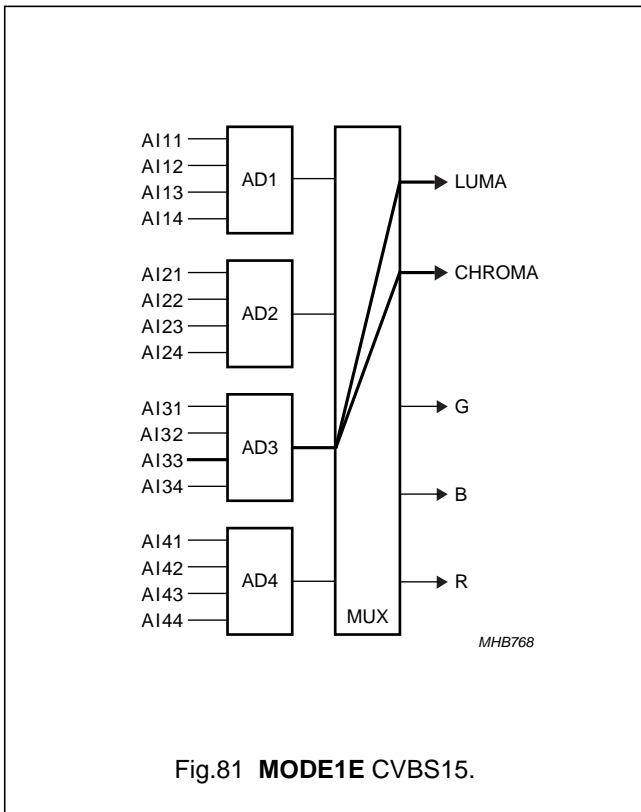 AI11
AI12
AI13
AI14
AD1
AI21
AI22
AI23
AI24
AD2
AI31
AI32
AI33
AI34
AD3
AI41
AI42
AI43
AI44
AD4
MUX
LUMA
CHROMA
G
B
R
MHB768
Fig.81 MODE1E CVBS15.